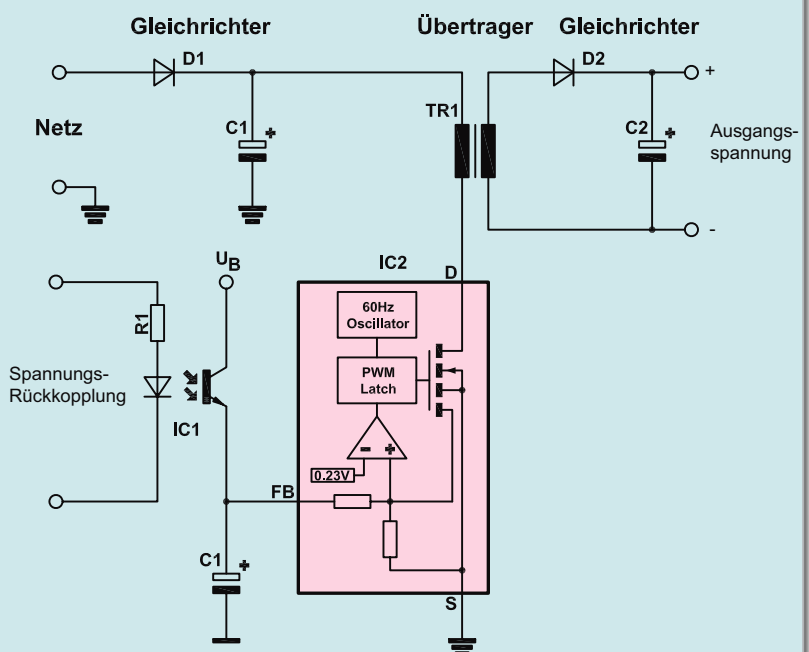 Gleichrichter
Übertrager
Gleichrichter
D1
D2
+
Netz
C1
+
TR1
C2
+
Ausgangs-
spannung
-
UB
IC2
D
60Hz
Oscillator
R1
PWM
Latch
Spannungs-
Rückkopplung
IC1
- +
0.23V
FB
C1
+
S